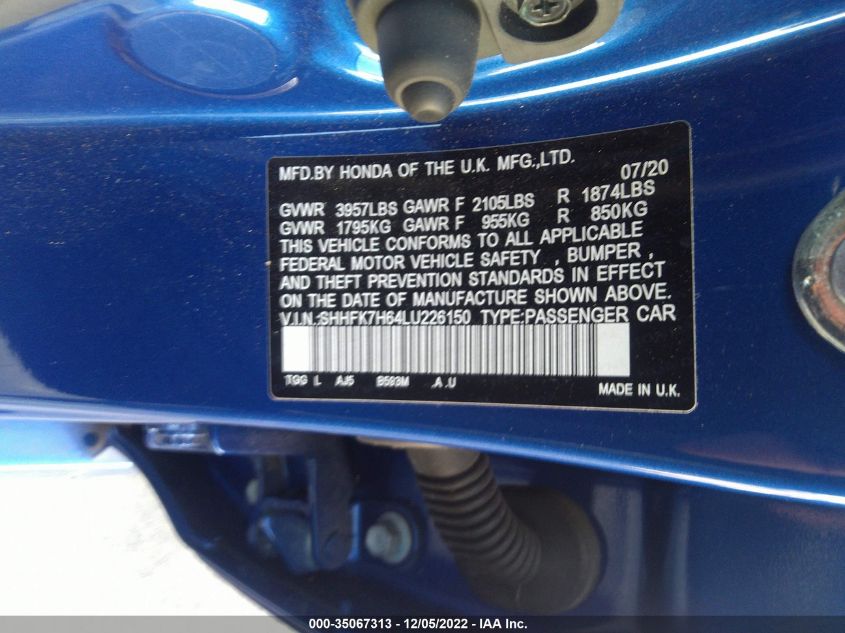 MFD.BY HONDA OF THE U.K. MFG.,LTD. 07/20
GVWR 3957LBS GAWR F 2105LBS R 1874LBS
GVWR 1795KG GAWR F 955KG R 850KG
THIS VEHICLE CONFORMS TO ALL APPLICABLE
FEDERAL MOTOR VEHICLE SAFETY , BUMPER ,
AND THEFT PREVENTION STANDARDS IN EFFECT
ON THE DATE OF MANUFACTURE SHOWN ABOVE.
V.I.N.:SHHFK7H64LU226150 TYPE:PASSENGER CAR
TGG L AJ5 B593M .A .U MADE IN U.K.
000-35067313 - 12/05/2022 - IAA Inc.